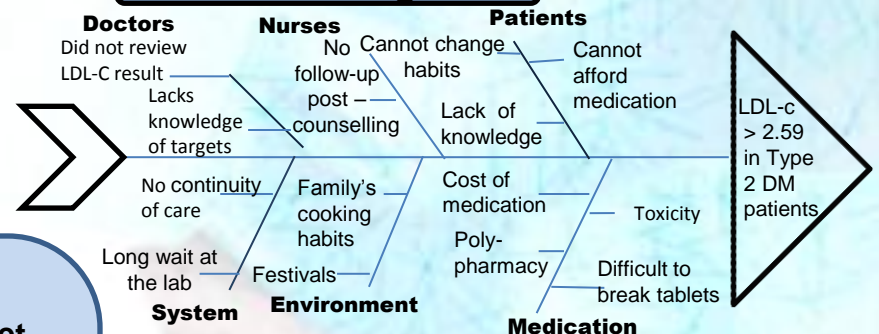 Doctors
Did not review
LDL-C result
Lacks
knowledge
of targets
Nurses
No
follow-up
post –
counselling
Patients
Cannot change
habits
Lack of
knowledge
Cannot
afford
medication
LDL-c
> 2.59
in Type
2 DM
patients
No continuity
of care
Long wait at
the lab
System
Family's
cooking
habits
Festivals
Environment
Cost of
medication
Poly-
pharmacy
Toxicity
Difficult to
break tablets
Medication